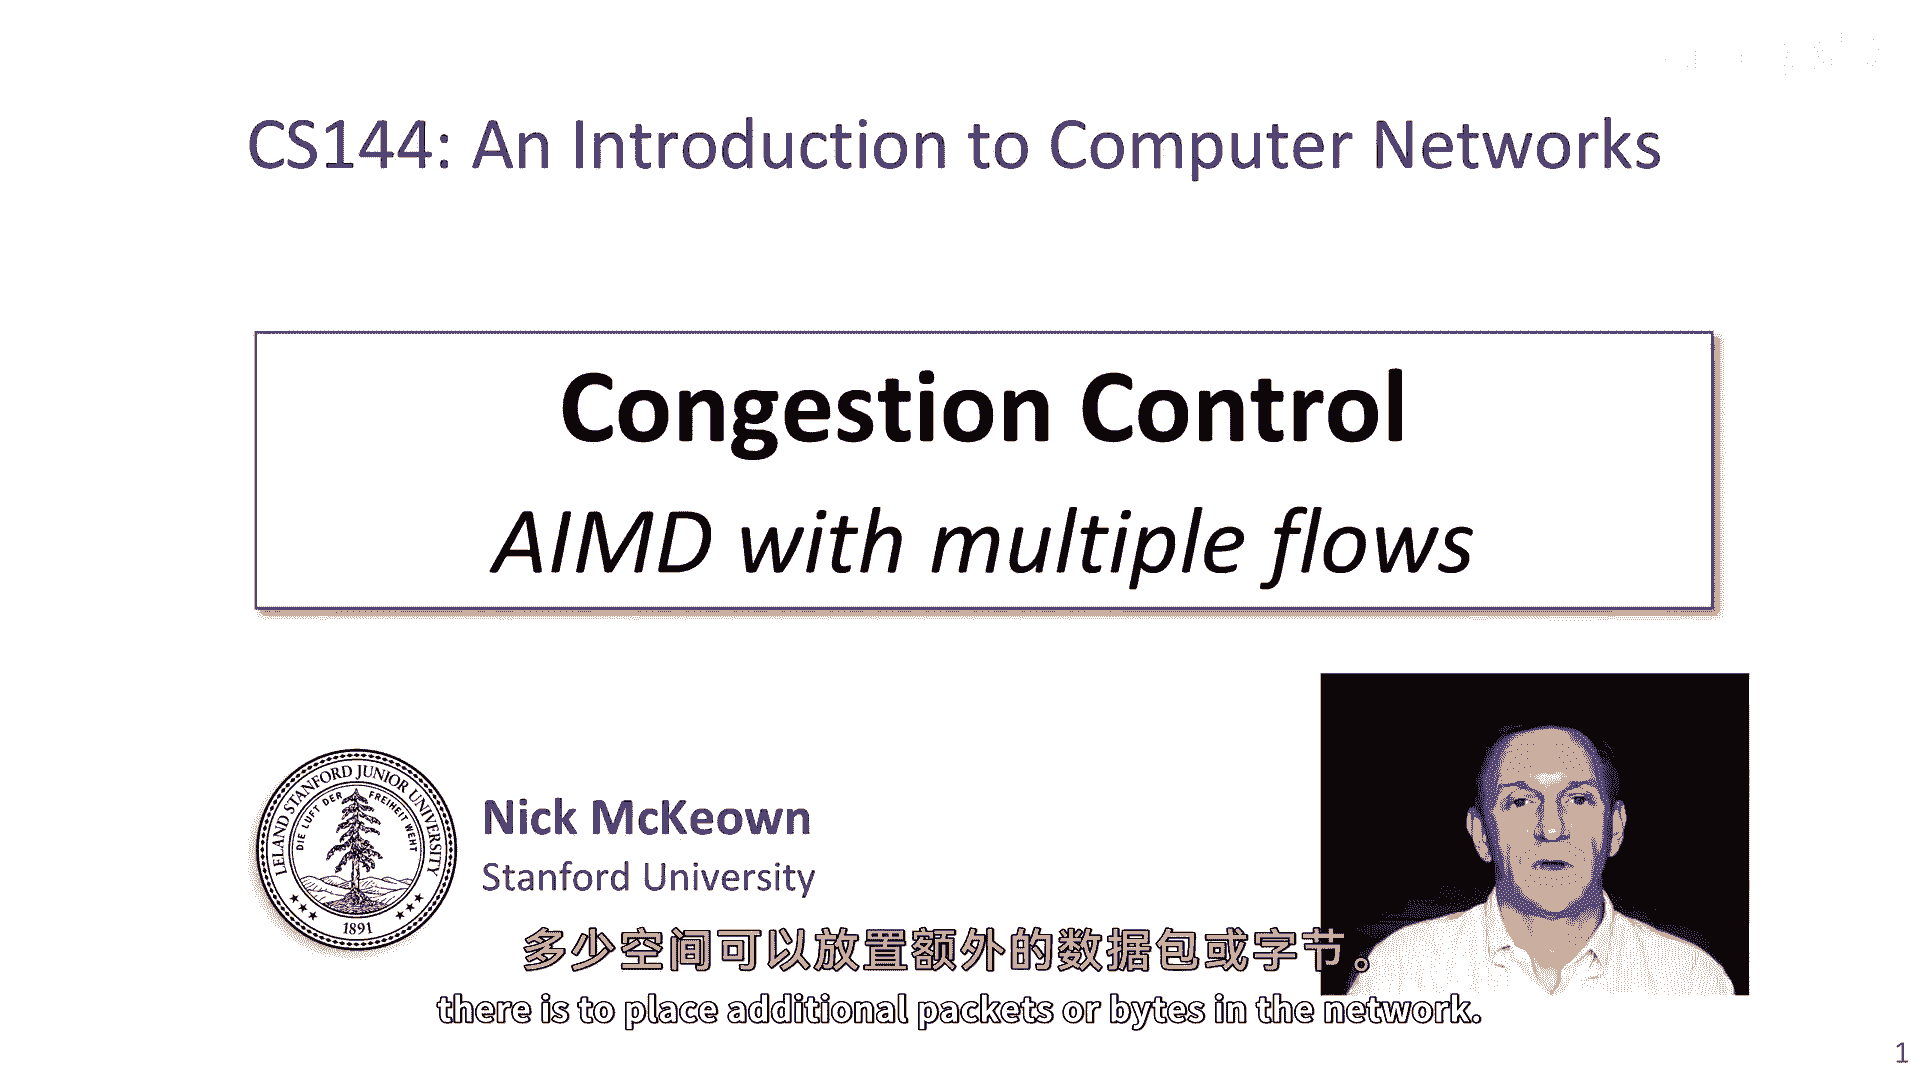 CS144: An Introduction to Computer Networks
Congestion Control
AIMD with multiple flows
LELAND STANFORD JUNIOR UNIVERSITY
DIE LUFT DER FREIHEIT WEHT
1891
Nick McKeown
Stanford University
多少空间可以放置额外的数据包或字节。
there is to place additional packets or bytes in the network.
1